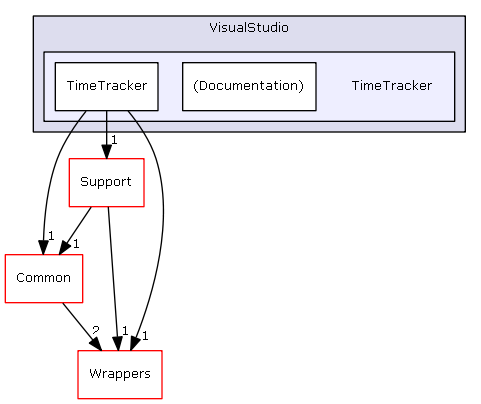 VisualStudio
TimeTracker
(Documentation)
TimeTracker
1
Support
1
1
Common
2
1
1
Wrappers